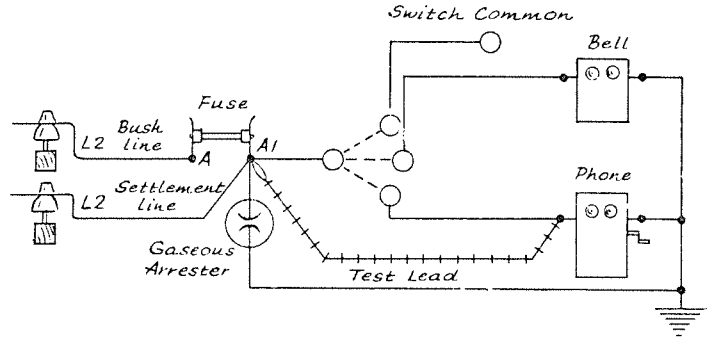 Switch Common
Bell
Fuse
Bush
line
L2
A
A1
Settlement
line
L2
Phone
Gaseous
Arrester
Test Lead